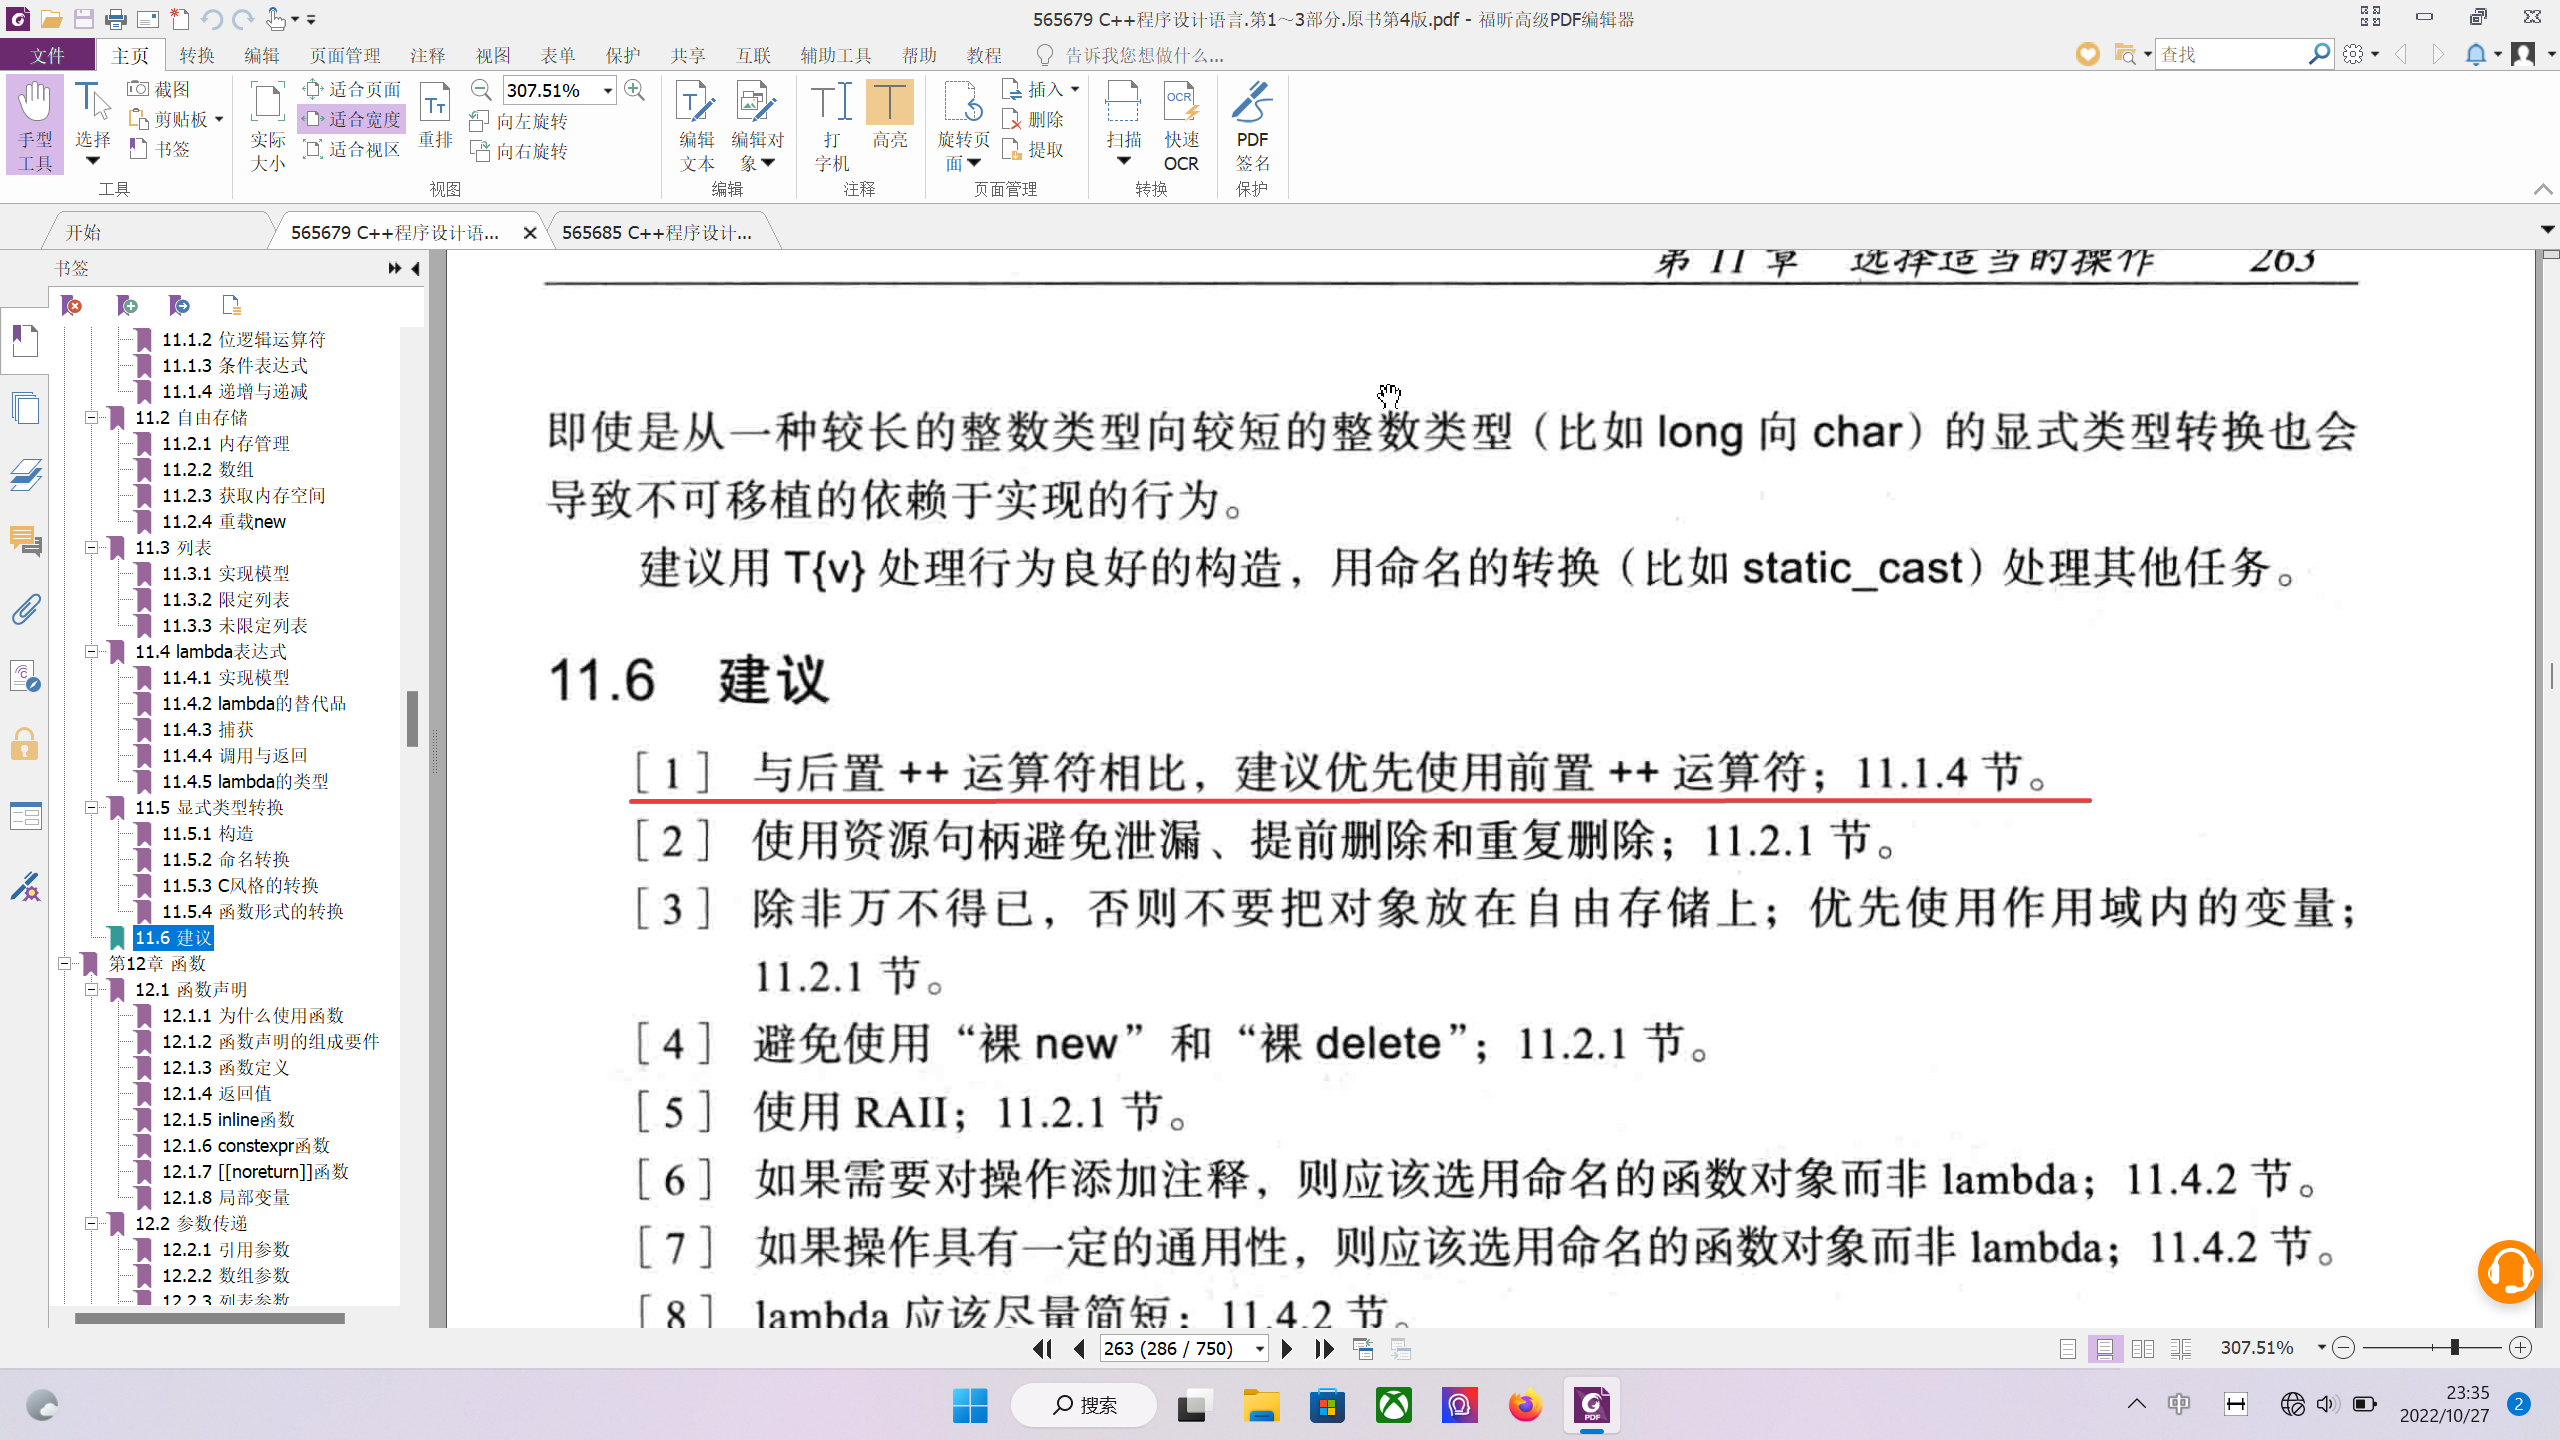 565679 C++程序设计语言.第1～3部分.原书第4版.pdf - 福昕高级PDF编辑器
文件 主页 转换 编辑 页面管理 注释 视图 表单 保护 共享 互联 辅助工具 帮助 教程 告诉我您想做什么... 查找
手型工具 选择 截图 剪贴板 书签 工具
实际大小 适合页面 适合宽度 适合视区 重排 307.51% 向左旋转 向右旋转 视图
编辑文本 编辑对象 编辑
打字机 高亮 注释
旋转页面 插入 删除 提取 页面管理
扫描 快速OCR 转换
PDF签名 保护
开始 565679 C++程序设计语... 565685 C++程序设计...
书签
11.1.2 位逻辑运算符
11.1.3 条件表达式
11.1.4 递增与递减
11.2 自由存储
11.2.1 内存管理
11.2.2 数组
11.2.3 获取内存空间
11.2.4 重载new
11.3 列表
11.3.1 实现模型
11.3.2 限定列表
11.3.3 未限定列表
11.4 lambda表达式
11.4.1 实现模型
11.4.2 lambda的替代品
11.4.3 捕获
11.4.4 调用与返回
11.4.5 lambda的类型
11.5 显式类型转换
11.5.1 构造
11.5.2 命名转换
11.5.3 C风格的转换
11.5.4 函数形式的转换
11.6 建议
第12章 函数
12.1 函数声明
12.1.1 为什么使用函数
12.1.2 函数声明的组成要件
12.1.3 函数定义
12.1.4 返回值
12.1.5 inline函数
12.1.6 constexpr函数
12.1.7 [[noreturn]]函数
12.1.8 局部变量
12.2 参数传递
12.2.1 引用参数
12.2.2 数组参数
12.2.3 列表参数
第 11 章 选择适当的操作 263
即使是从一种较长的整数类型向较短的整数类型（比如 long 向 char）的显式类型转换也会
导致不可移植的依赖于实现的行为。
建议用 T{v} 处理行为良好的构造，用命名的转换（比如 static_cast）处理其他任务。
11.6 建议
[ 1 ] 与后置 ++ 运算符相比，建议优先使用前置 ++ 运算符；11.1.4 节。
[ 2 ] 使用资源句柄避免泄漏、提前删除和重复删除；11.2.1 节。
[ 3 ] 除非万不得已，否则不要把对象放在自由存储上；优先使用作用域内的变量；
11.2.1 节。
[ 4 ] 避免使用“裸 new”和“裸 delete”；11.2.1 节。
[ 5 ] 使用 RAII；11.2.1 节。
[ 6 ] 如果需要对操作添加注释，则应该选用命名的函数对象而非 lambda；11.4.2 节。
[ 7 ] 如果操作具有一定的通用性，则应该选用命名的函数对象而非 lambda；11.4.2 节。
[ 8 ] lambda 应该尽量简短；11.4.2 节。
263 (286 / 750) 307.51%
搜索 中 23:35
2022/10/27 2